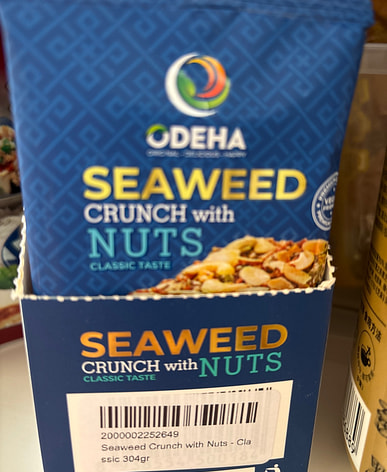 ODEHA
SEAWEED
CRUNCH with
NUTS
CLASSIC TASTE
SEAWEED
CRUNCH with NUTS
CLASSIC TASTE
2000002252649
Seaweed Crunch with Nuts - Cla
ssic 304gr